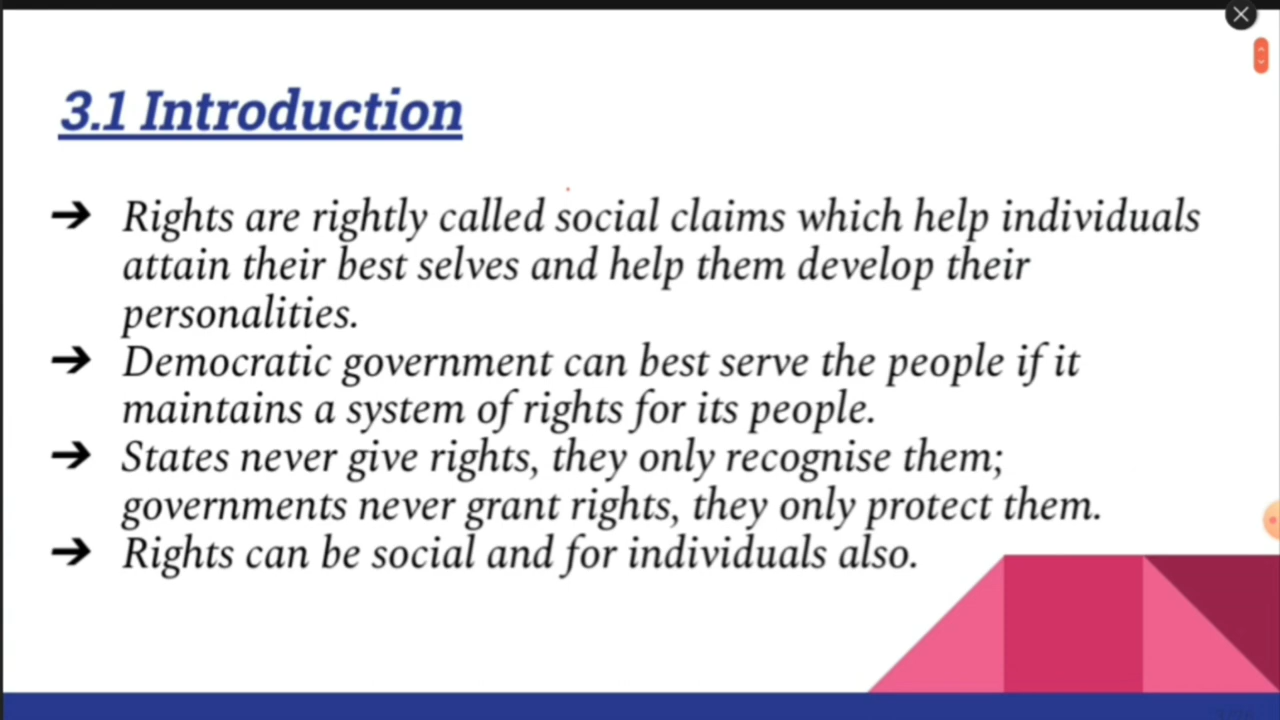 3.1 Introduction
➔ Rights are rightly called social claims which help individuals
attain their best selves and help them develop their
personalities.
➔ Democratic government can best serve the people if it
maintains a system of rights for its people.
➔ States never give rights, they only recognise them;
governments never grant rights, they only protect them.
➔ Rights can be social and for individuals also.